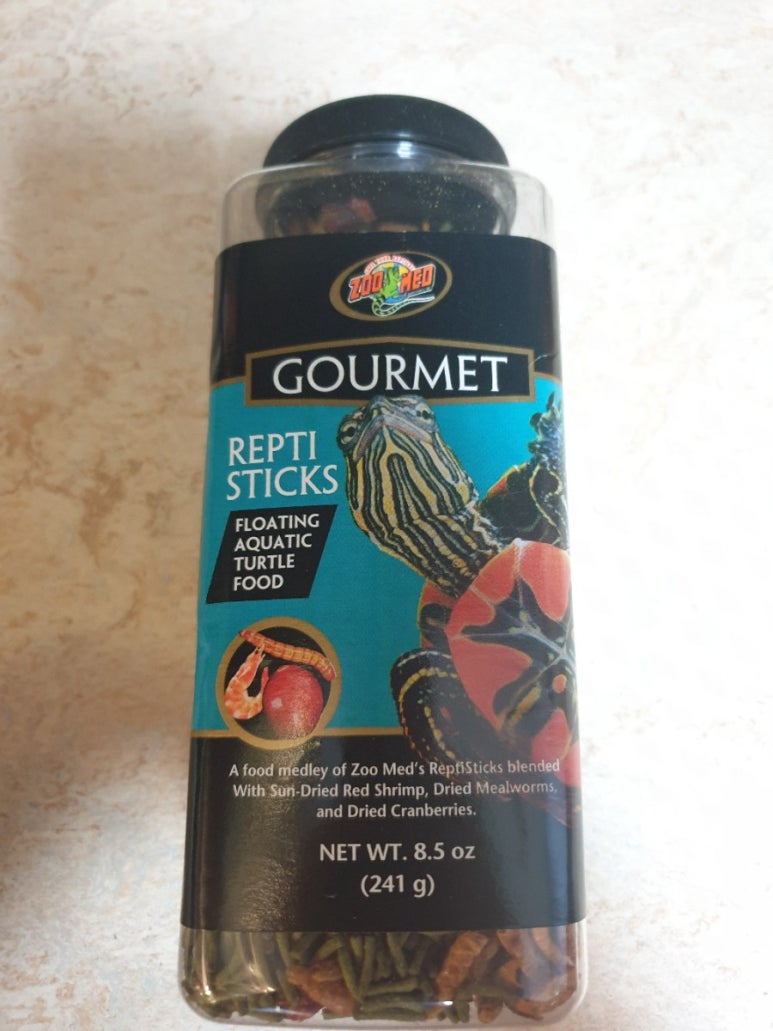 ZOO MED
GOURMET
REPTI
STICKS
FLOATING
AQUATIC
TURTLE
FOOD
A food medley of Zoo Med's ReptiSticks blended
With Sun-Dried Red Shrimp, Dried Mealworms,
and Dried Cranberries.
NET WT. 8.5 oz
(241 g)